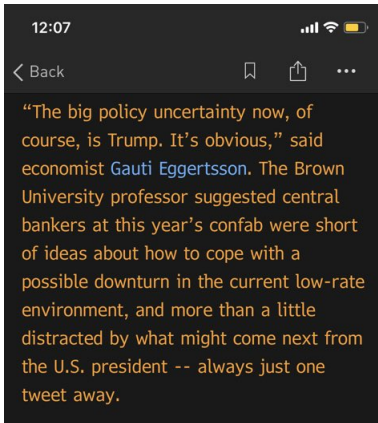 12:07
Back
“The big policy uncertainty now, of
course, is Trump. It’s obvious,” said
economist Gauti Eggertsson. The Brown
University professor suggested central
bankers at this year’s confab were short
of ideas about how to cope with a
possible downturn in the current low-rate
environment, and more than a little
distracted by what might come next from
the U.S. president -- always just one
tweet away.